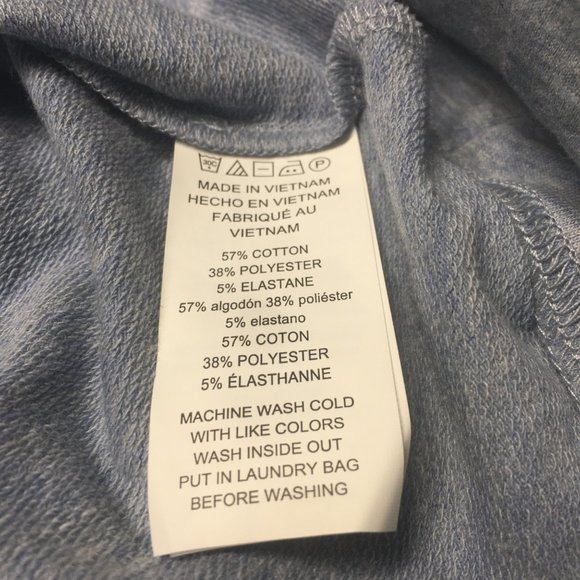 30C P
MADE IN VIETNAM
HECHO EN VIETNAM
FABRIQUÉ AU
VIETNAM
57% COTTON
38% POLYESTER
5% ELASTANE
57% algodón 38% poliéster
5% elastano
57% COTON
38% POLYESTER
5% ÉLASTHANNE
MACHINE WASH COLD
WITH LIKE COLORS
WASH INSIDE OUT
PUT IN LAUNDRY BAG
BEFORE WASHING